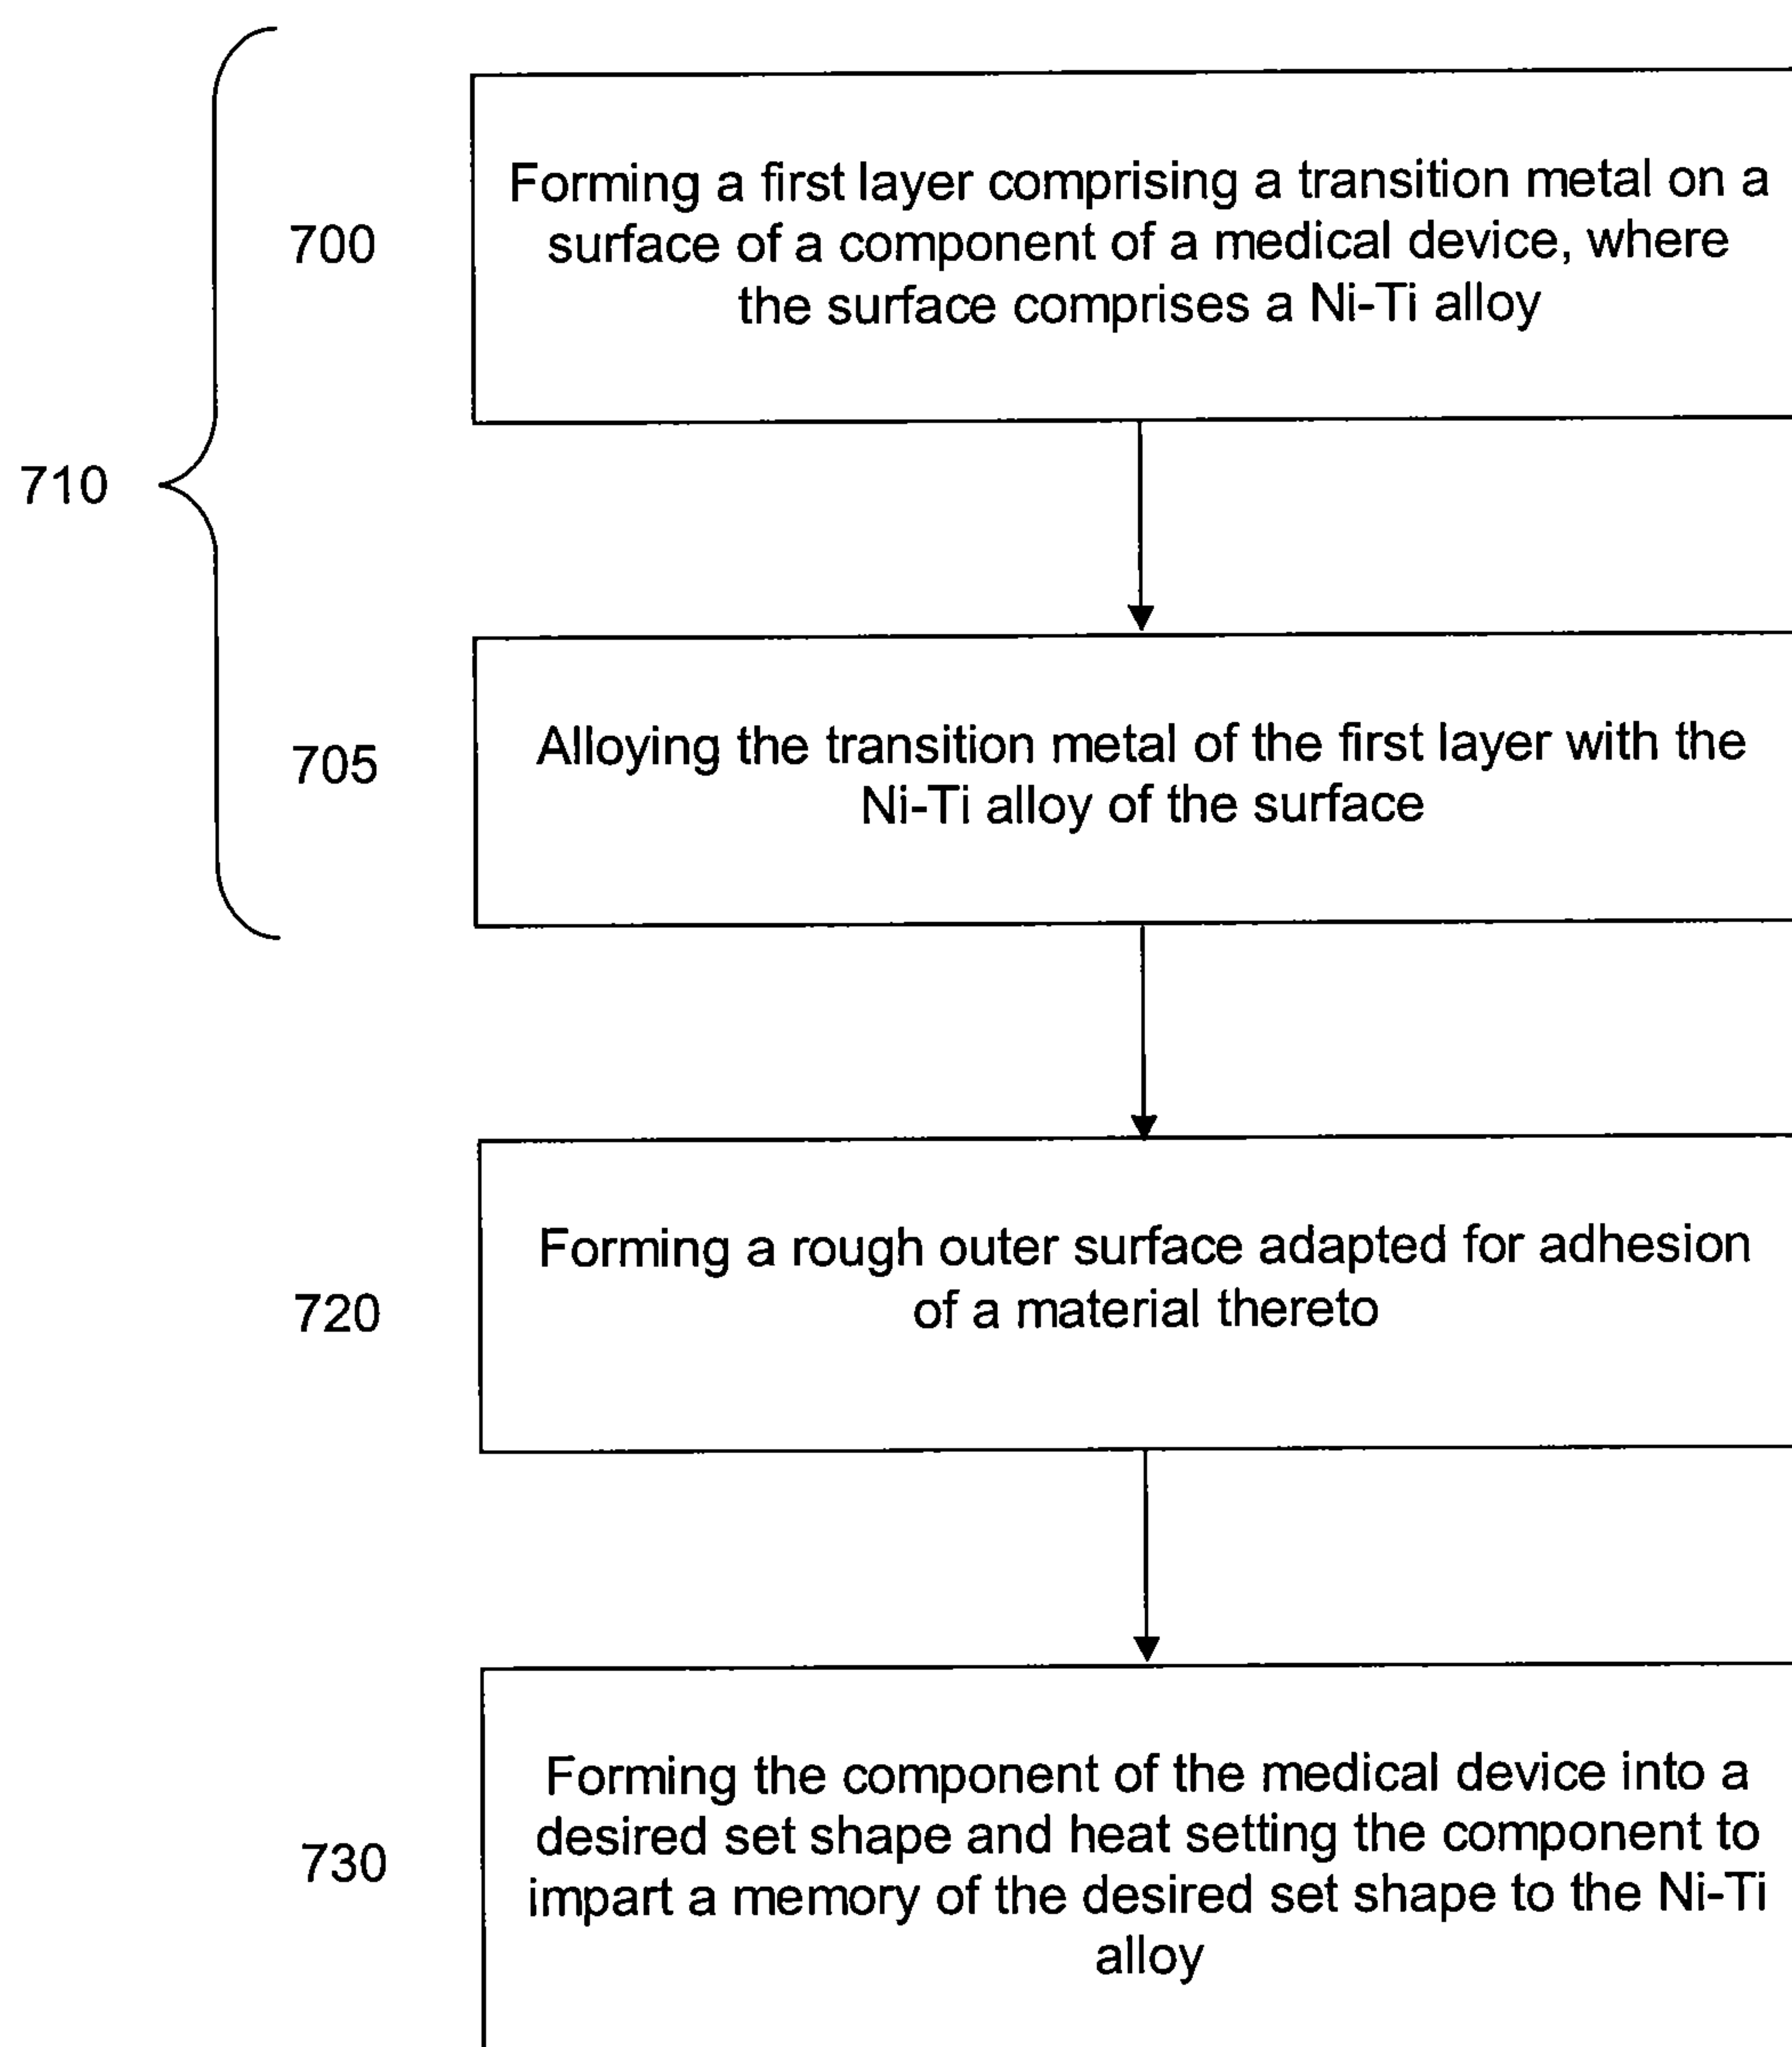 700
Forming a first layer comprising a transition metal on a
surface of a component of a medical device, where
the surface comprises a Ni-Ti alloy
710
705
Alloying the transition metal of the first layer with the
Ni-Ti alloy of the surface
720
Forming a rough outer surface adapted for adhesion
of a material thereto
730
Forming the component of the medical device into a
desired set shape and heat setting the component to
impart a memory of the desired set shape to the Ni-Ti
alloy